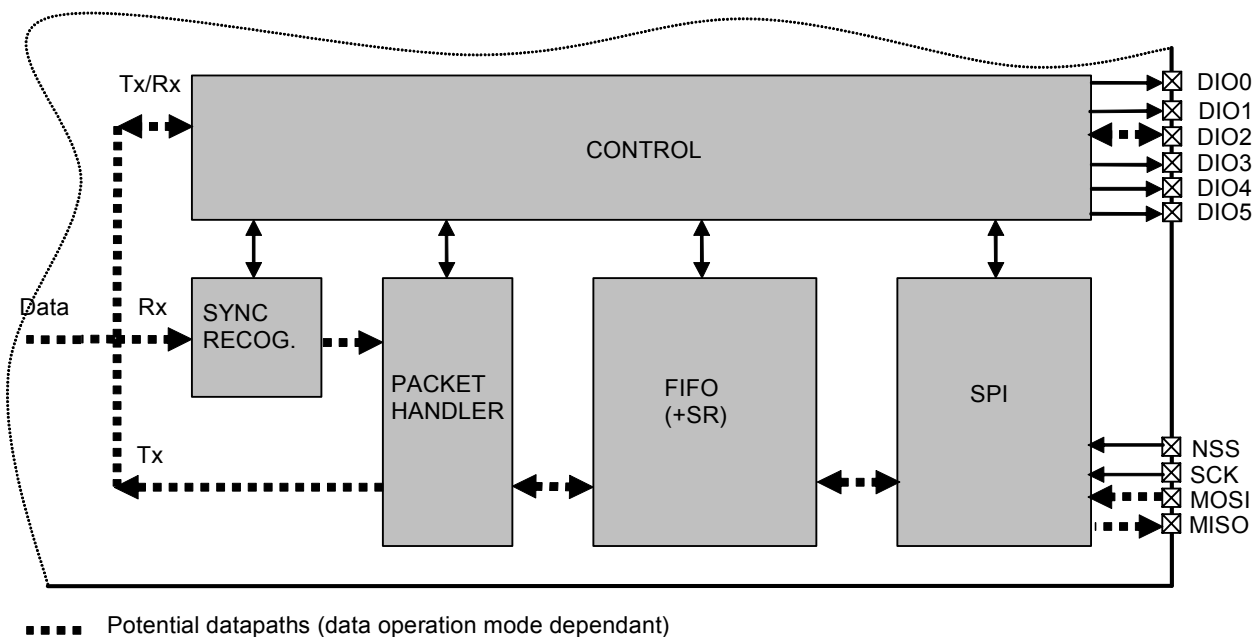 Tx/Rx
CONTROL
DIO0
DIO1
DIO2
DIO3
DIO4
DIO5
Data
Rx
SYNC
RECOG.
PACKET
HANDLER
FIFO
(+SR)
SPI
Tx
NSS
SCK
MOSI
MISO
Potential datapaths (data operation mode dependant)